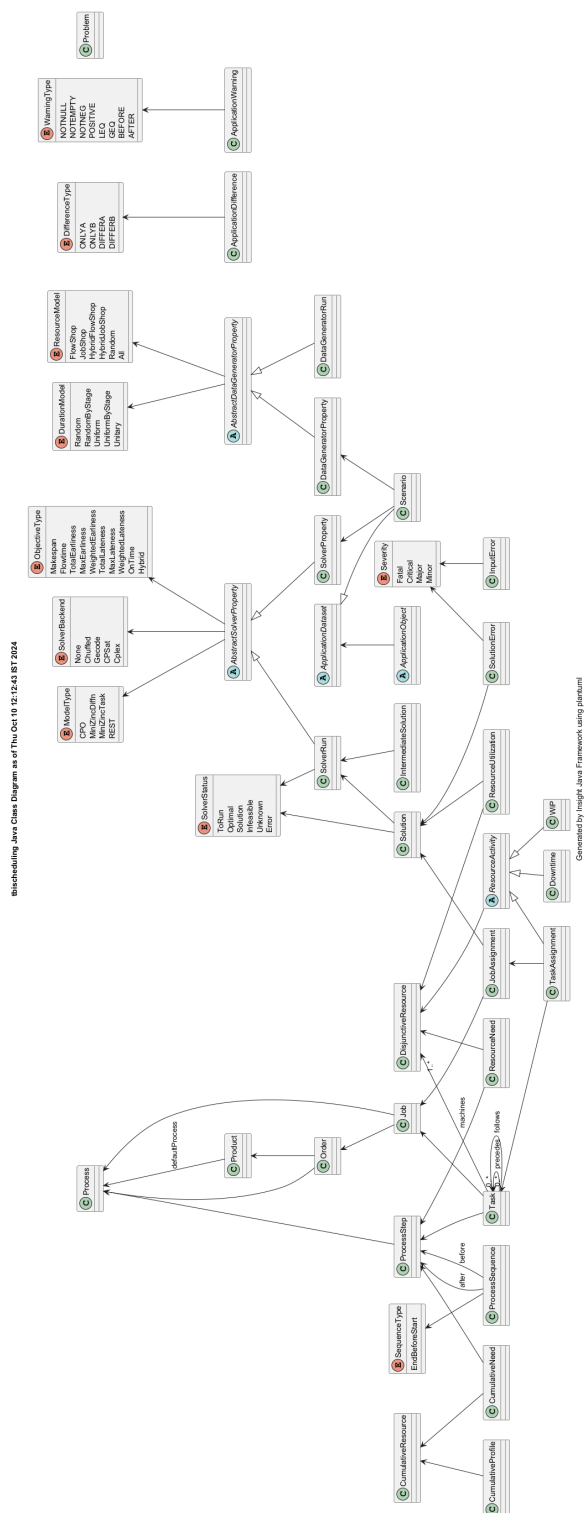 tbischeduling Java Class Diagram as of Thu Oct 10 12:12:43 IST 2024
C Process
defaultProcess
C Product
C Order
C Job
C ProcessStep
E SequenceType
EndBeforeStart
C CumulativeResource
C DisjunctiveResource
1..*
machines
C CumulativeProfile
C CumulativeNeed
C ProcessSequence
after
before
C Task
0..*
0..*
precedes
follows
C ResourceNeed
C JobAssignment
C TaskAssignment
A ResourceActivity
C Downtime
C WiP
C ResourceUtilization
C SolutionError
C InputError
E Severity
Fatal
Critical
Major
Minor
C Solution
C IntermediateSolution
C SolverRun
E SolverStatus
ToRun
Optimal
Solution
Infeasible
Unknown
Error
A ApplicationObject
A ApplicationDataset
C Scenario
C SolverProperty
C DataGeneratorProperty
C DataGeneratorRun
A AbstractSolverProperty
E ModelType
CPO
MiniZincDiffn
MiniZincTask
REST
E SolverBackend
None
Chuffed
Gecode
CPSat
Cplex
E ObjectiveType
Makespan
Flowtime
TotalEarliness
MaxEarliness
WeightedEarliness
TotalLateness
MaxLateness
WeightedLateness
OnTime
Hybrid
A AbstractDataGeneratorProperty
E DurationModel
Random
RandomByStage
Uniform
UniformByStage
Unitary
E ResourceModel
FlowShop
JobShop
HybridFlowShop
HybridJobShop
Random
All
C ApplicationDifference
E DifferenceType
ONLYA
ONLYB
DIFFERA
DIFFERB
C ApplicationWarning
E WarningType
NOTNULL
NOTEMPTY
NOTNEG
POSITIVE
LEQ
GEQ
BEFORE
AFTER
C Problem
Generated by Insight Java Framework using plantuml